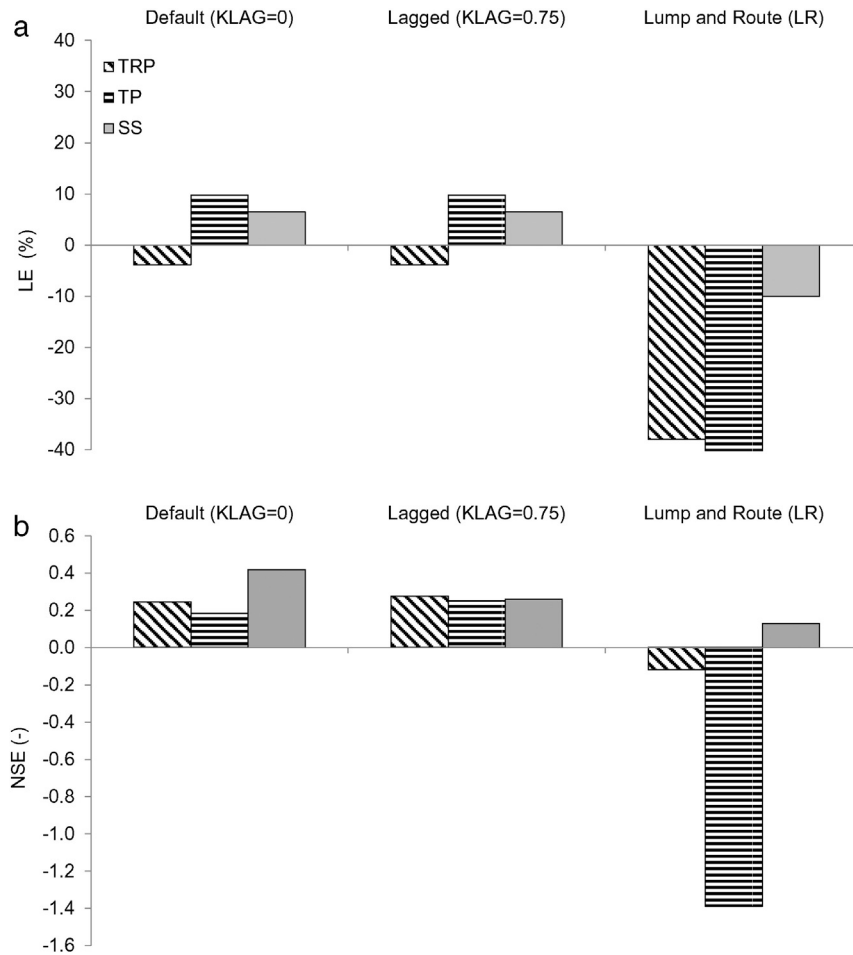 a
Default (KLAG=0) Lagged (KLAG=0.75) Lump and Route (LR)
40
30
20
10
0
-10
-20
-30
-40
LE (%)
TRP
TP
SS
b
Default (KLAG=0) Lagged (KLAG=0.75) Lump and Route (LR)
0.6
0.4
0.2
0.0
-0.2
-0.4
-0.6
-0.8
-1.0
-1.2
-1.4
-1.6
NSE (-)